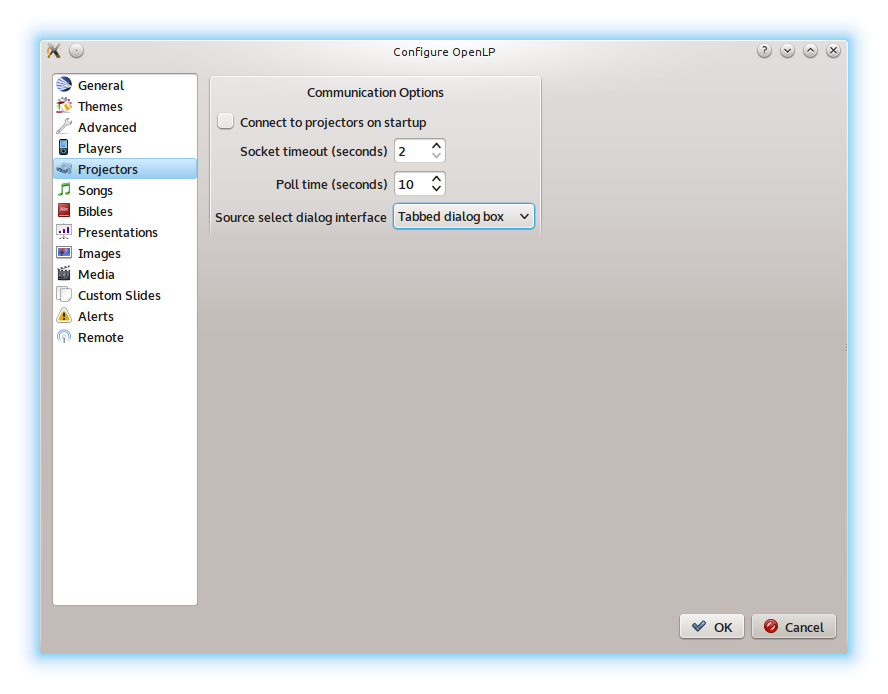 Configure OpenLP
General
Themes
Advanced
Players
Projectors
Songs
Bibles
Presentations
Images
Media
Custom Slides
Alerts
Remote
Communication Options
Connect to projectors on startup
Socket timeout (seconds) 2
Poll time (seconds) 10
Source select dialog interface Tabbed dialog box
OK Cancel